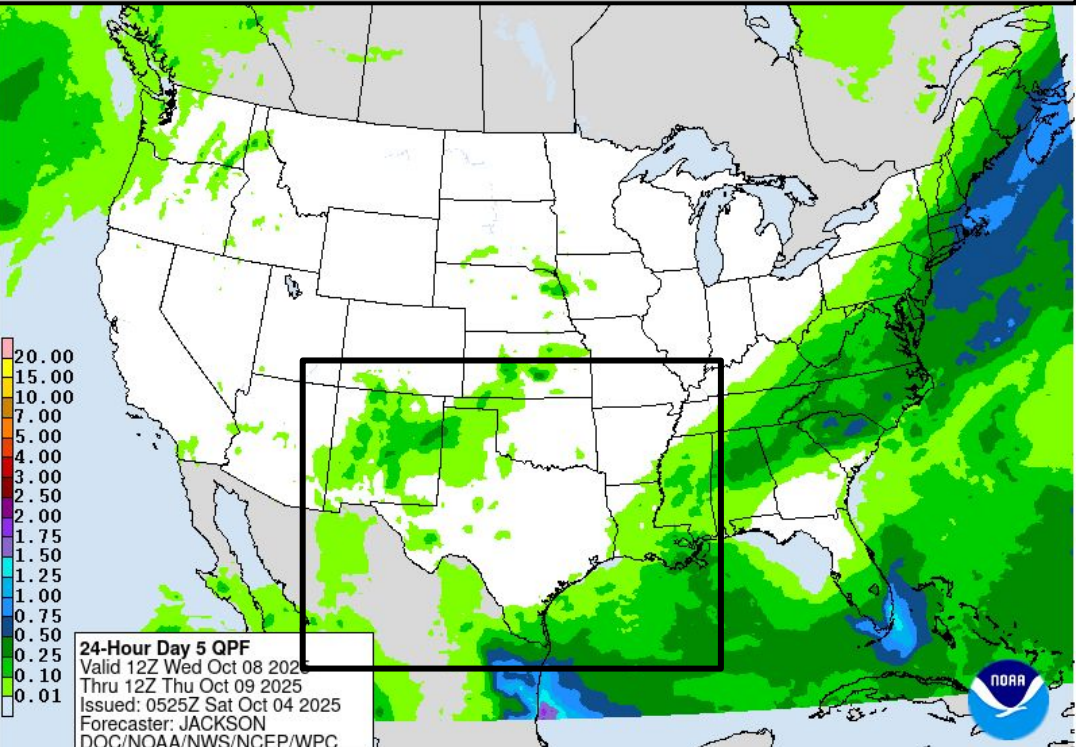 20.00
15.00
10.00
7.00
5.00
4.00
3.00
2.50
2.00
1.75
1.50
1.25
1.00
0.75
0.50
0.25
0.10
0.01
24-Hour Day 5 QPF
Valid 12Z Wed Oct 08 2025
Thru 12Z Thu Oct 09 2025
Issued: 0525Z Sat Oct 04 2025
Forecaster: JACKSON
DOC/NOAA/NWS/NCEP/WPC
NOAA